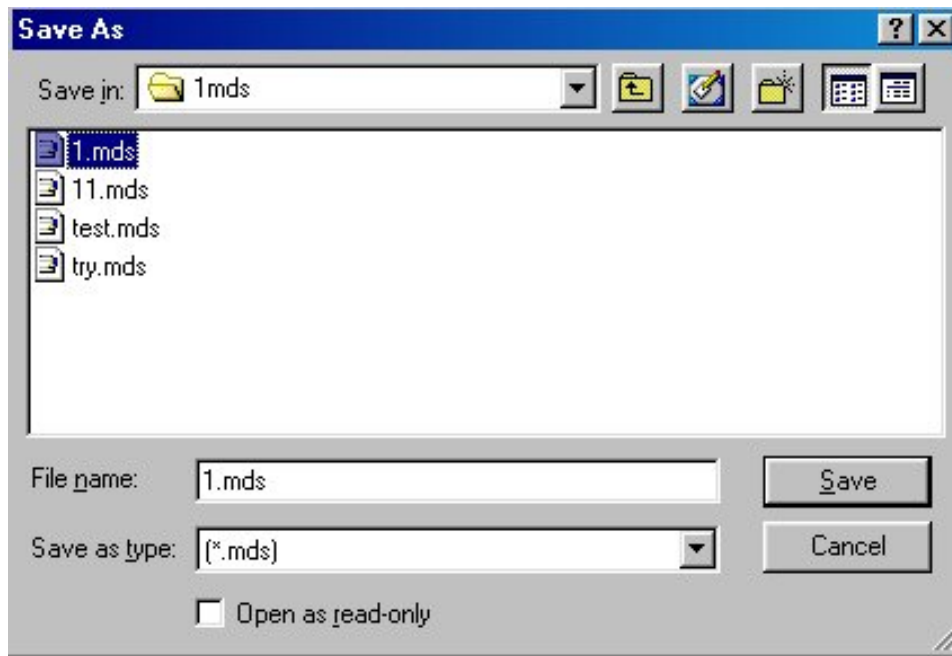 Save As
Save in: 1mds
1.mds
11.mds
test.mds
try.mds
File name: 1.mds Save
Save as type: (*.mds) Cancel
Open as read-only